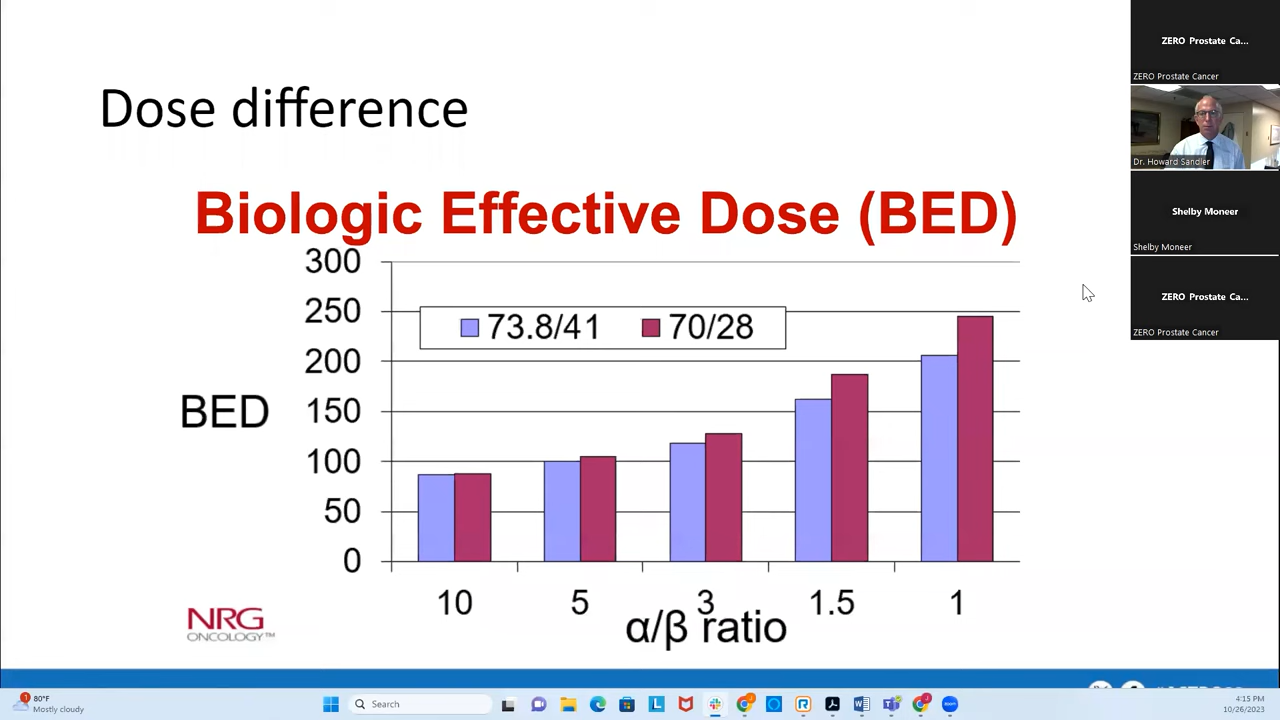 Dose difference
Biologic Effective Dose (BED)
300
250
200
150
100
50
0
BED
73.8/41
70/28
10
5
3
1.5
1
α/β ratio
NRG
ONCOLOGY™
ZERO Prostate Ca...
ZERO Prostate Cancer
Dr. Howard Sandler
Shelby Moneer
Shelby Moneer
ZERO Prostate Ca...
ZERO Prostate Cancer
1
80°F
Mostly cloudy
Search
4:15 PM
10/26/2023